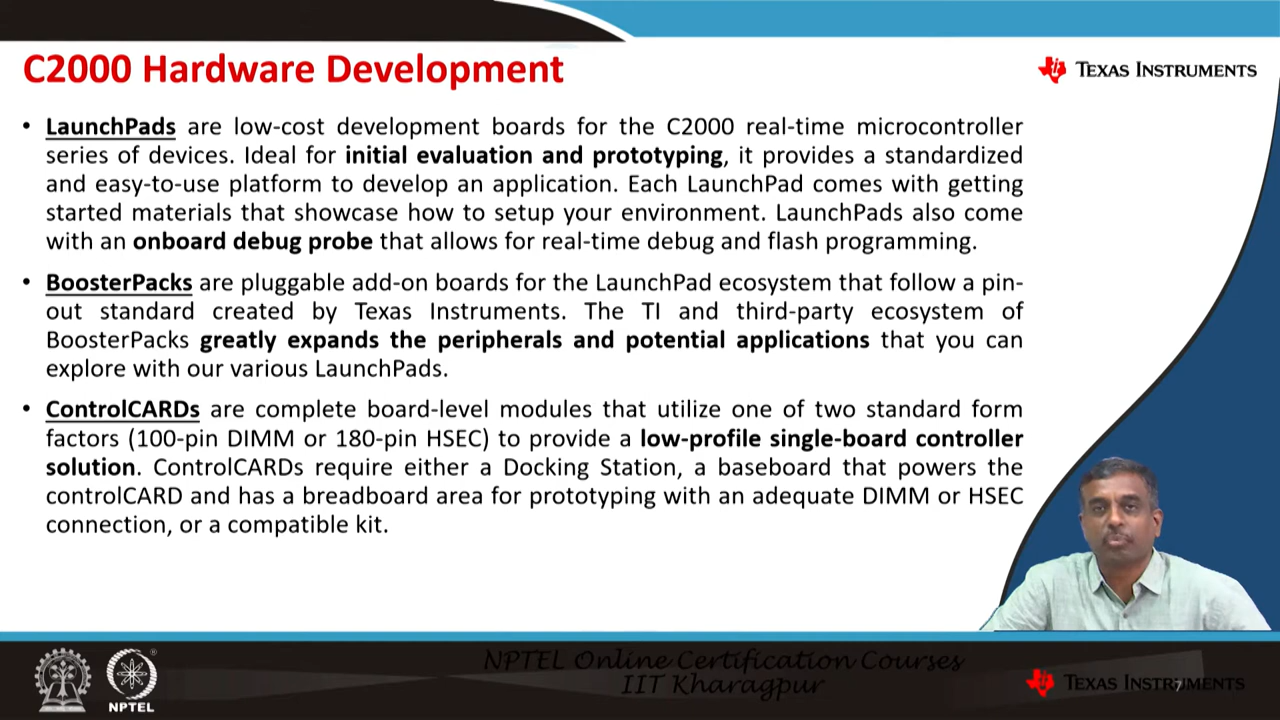 C2000 Hardware Development
TEXAS INSTRUMENTS
• LaunchPads are low-cost development boards for the C2000 real-time microcontroller
series of devices. Ideal for initial evaluation and prototyping, it provides a standardized
and easy-to-use platform to develop an application. Each LaunchPad comes with getting
started materials that showcase how to setup your environment. LaunchPads also come
with an onboard debug probe that allows for real-time debug and flash programming.
• BoosterPacks are pluggable add-on boards for the LaunchPad ecosystem that follow a pin-
out standard created by Texas Instruments. The TI and third-party ecosystem of
BoosterPacks greatly expands the peripherals and potential applications that you can
explore with our various LaunchPads.
• ControlCARDs are complete board-level modules that utilize one of two standard form
factors (100-pin DIMM or 180-pin HSEC) to provide a low-profile single-board controller
solution. ControlCARDs require either a Docking Station, a baseboard that powers the
controlCARD and has a breadboard area for prototyping with an adequate DIMM or HSEC
connection, or a compatible kit.
NPTEL Online Certification Courses
IIT Kharagpur
NPTEL
®
TEXAS INSTRUMENTS
7